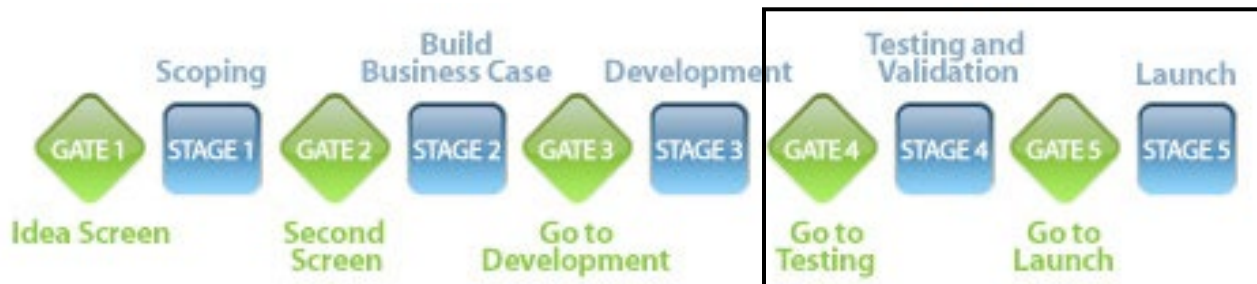 Scoping
Build
Business Case
Development
Testing and
Validation
Launch
GATE 1
STAGE 1
GATE 2
STAGE 2
GATE 3
STAGE 3
GATE 4
STAGE 4
GATE 5
STAGE 5
Idea Screen
Second
Screen
Go to
Development
Go to
Testing
Go to
Launch